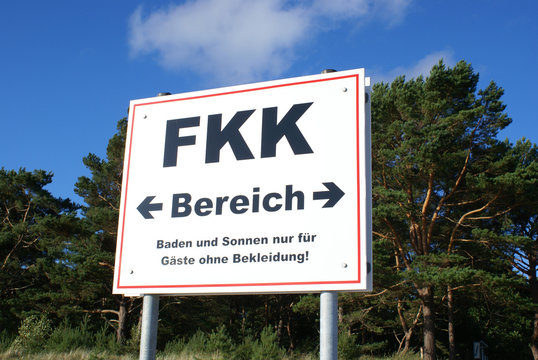 FKK
← Bereich →
Baden und Sonnen nur für
Gäste ohne Bekleidung!